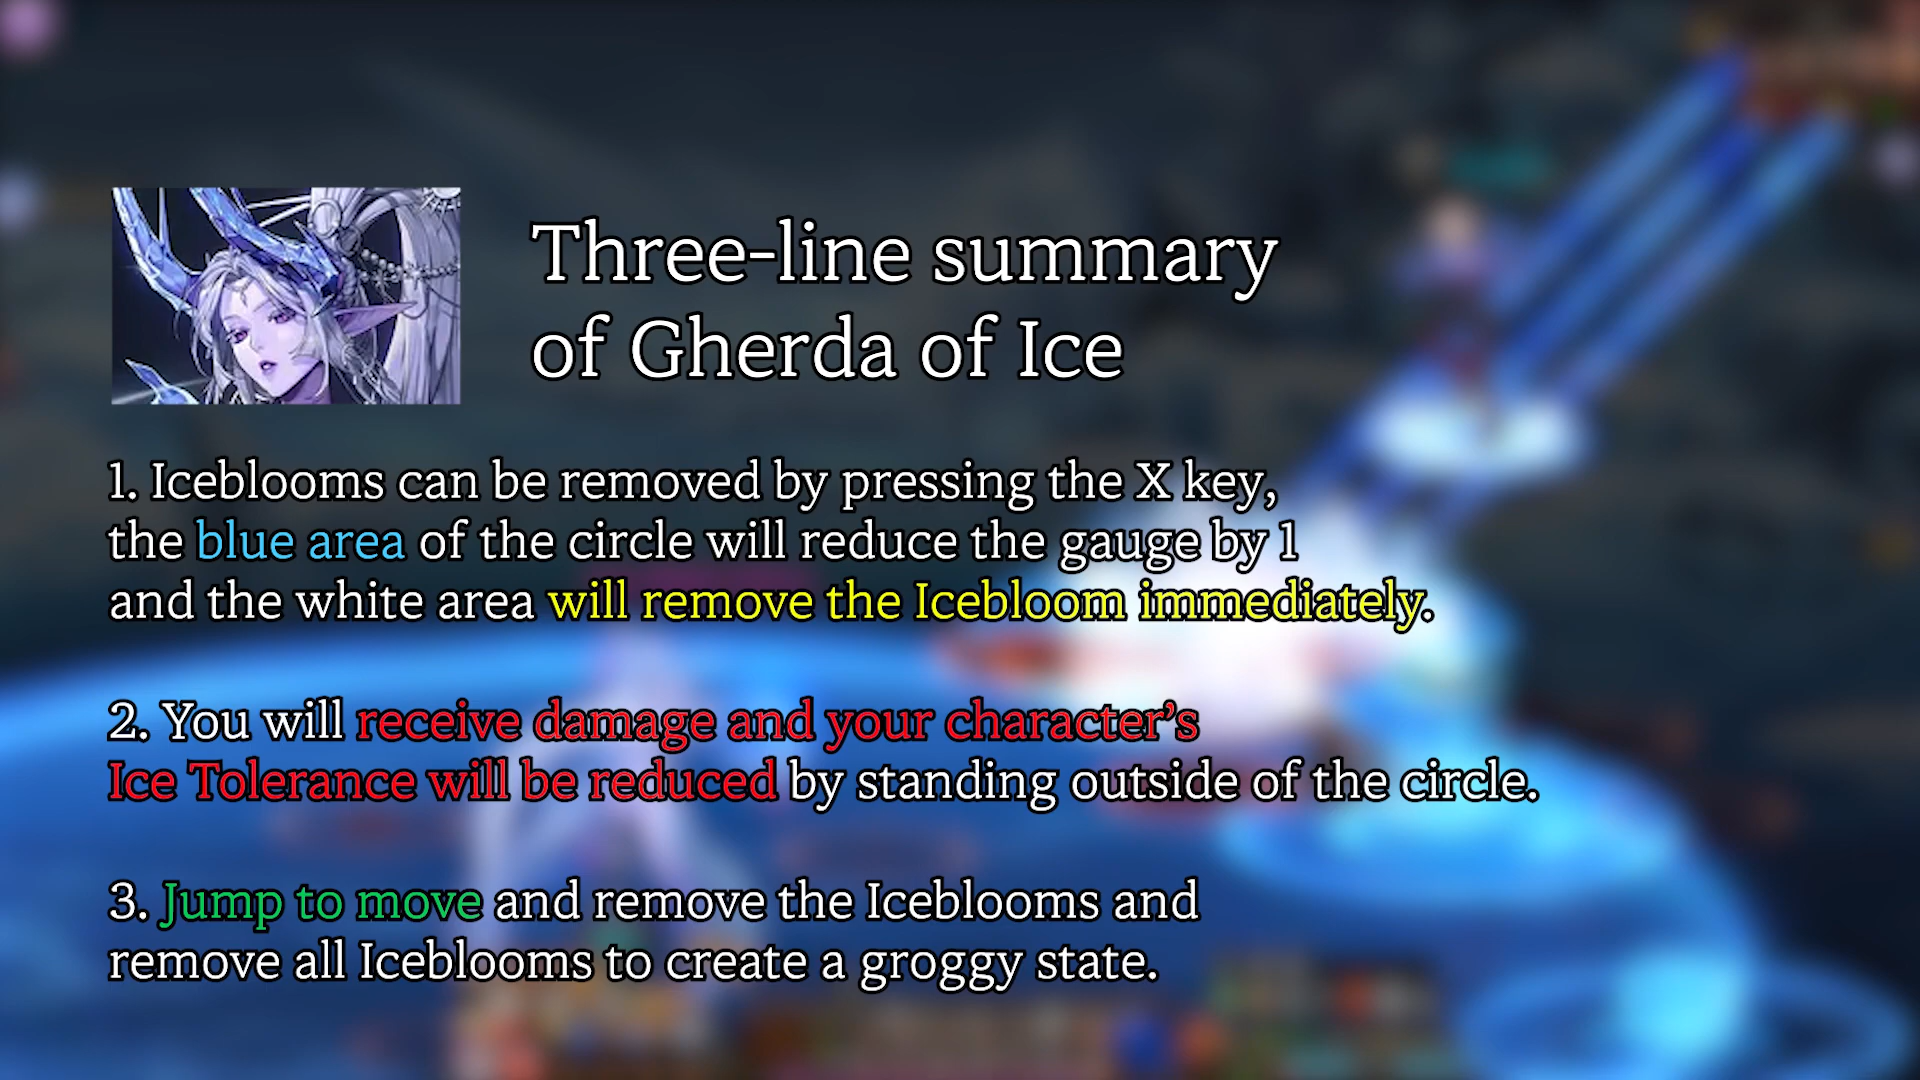 Three-line summary
of Gherda of Ice
1. Iceblooms can be removed by pressing the X key,
the blue area of the circle will reduce the gauge by 1
and the white area will remove the Icebloom immediately.
2. You will receive damage and your character's
Ice Tolerance will be reduced by standing outside of the circle.
3. Jump to move and remove the Iceblooms and
remove all Iceblooms to create a groggy state.